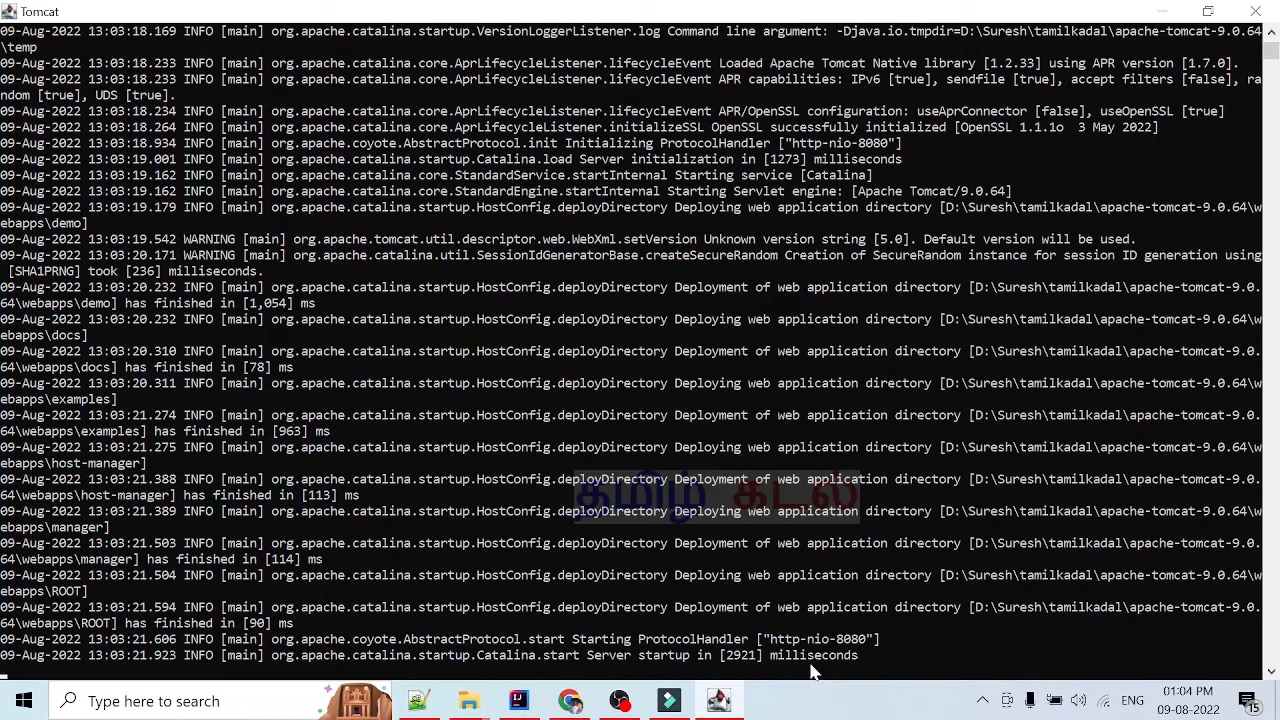 Tomcat
09-Aug-2022 13:03:18.169 INFO [main] org.apache.catalina.startup.VersionLoggerListener.log Command line argument: -Djava.io.tmpdir=D:\Suresh\tamilkadal\apache-tomcat-9.0.64
\temp
09-Aug-2022 13:03:18.233 INFO [main] org.apache.catalina.core.AprLifecycleListener.lifecycleEvent Loaded Apache Tomcat Native library [1.2.33] using APR version [1.7.0].
09-Aug-2022 13:03:18.233 INFO [main] org.apache.catalina.core.AprLifecycleListener.lifecycleEvent APR capabilities: IPv6 [true], sendfile [true], accept filters [false], ra
ndom [true], UDS [true].
09-Aug-2022 13:03:18.234 INFO [main] org.apache.catalina.core.AprLifecycleListener.lifecycleEvent APR/OpenSSL configuration: useAprConnector [false], useOpenSSL [true]
09-Aug-2022 13:03:18.264 INFO [main] org.apache.catalina.core.AprLifecycleListener.initializeSSL OpenSSL successfully initialized [OpenSSL 1.1.1o  3 May 2022]
09-Aug-2022 13:03:18.934 INFO [main] org.apache.coyote.AbstractProtocol.init Initializing ProtocolHandler ["http-nio-8080"]
09-Aug-2022 13:03:19.001 INFO [main] org.apache.catalina.startup.Catalina.load Server initialization in [1273] milliseconds
09-Aug-2022 13:03:19.162 INFO [main] org.apache.catalina.core.StandardService.startInternal Starting service [Catalina]
09-Aug-2022 13:03:19.162 INFO [main] org.apache.catalina.core.StandardEngine.startInternal Starting Servlet engine: [Apache Tomcat/9.0.64]
09-Aug-2022 13:03:19.179 INFO [main] org.apache.catalina.startup.HostConfig.deployDirectory Deploying web application directory [D:\Suresh\tamilkadal\apache-tomcat-9.0.64\w
ebapps\demo]
09-Aug-2022 13:03:19.542 WARNING [main] org.apache.tomcat.util.descriptor.web.WebXml.setVersion Unknown version string [5.0]. Default version will be used.
09-Aug-2022 13:03:20.171 WARNING [main] org.apache.catalina.util.SessionIdGeneratorBase.createSecureRandom Creation of SecureRandom instance for session ID generation using
[SHA1PRNG] took [236] milliseconds.
09-Aug-2022 13:03:20.232 INFO [main] org.apache.catalina.startup.HostConfig.deployDirectory Deployment of web application directory [D:\Suresh\tamilkadal\apache-tomcat-9.0.
64\webapps\demo] has finished in [1,054] ms
09-Aug-2022 13:03:20.232 INFO [main] org.apache.catalina.startup.HostConfig.deployDirectory Deploying web application directory [D:\Suresh\tamilkadal\apache-tomcat-9.0.64\w
ebapps\docs]
09-Aug-2022 13:03:20.310 INFO [main] org.apache.catalina.startup.HostConfig.deployDirectory Deployment of web application directory [D:\Suresh\tamilkadal\apache-tomcat-9.0.
64\webapps\docs] has finished in [78] ms
09-Aug-2022 13:03:20.311 INFO [main] org.apache.catalina.startup.HostConfig.deployDirectory Deploying web application directory [D:\Suresh\tamilkadal\apache-tomcat-9.0.64\w
ebapps\examples]
09-Aug-2022 13:03:21.274 INFO [main] org.apache.catalina.startup.HostConfig.deployDirectory Deployment of web application directory [D:\Suresh\tamilkadal\apache-tomcat-9.0.
64\webapps\examples] has finished in [963] ms
09-Aug-2022 13:03:21.275 INFO [main] org.apache.catalina.startup.HostConfig.deployDirectory Deploying web application directory [D:\Suresh\tamilkadal\apache-tomcat-9.0.64\w
ebapps\host-manager]
09-Aug-2022 13:03:21.388 INFO [main] org.apache.catalina.startup.HostConfig.deployDirectory Deployment of web application directory [D:\Suresh\tamilkadal\apache-tomcat-9.0.
64\webapps\host-manager] has finished in [113] ms
தமிழ் கடல்
09-Aug-2022 13:03:21.389 INFO [main] org.apache.catalina.startup.HostConfig.deployDirectory Deploying web application directory [D:\Suresh\tamilkadal\apache-tomcat-9.0.64\w
ebapps\manager]
09-Aug-2022 13:03:21.503 INFO [main] org.apache.catalina.startup.HostConfig.deployDirectory Deployment of web application directory [D:\Suresh\tamilkadal\apache-tomcat-9.0.
64\webapps\manager] has finished in [114] ms
09-Aug-2022 13:03:21.504 INFO [main] org.apache.catalina.startup.HostConfig.deployDirectory Deploying web application directory [D:\Suresh\tamilkadal\apache-tomcat-9.0.64\w
ebapps\ROOT]
09-Aug-2022 13:03:21.594 INFO [main] org.apache.catalina.startup.HostConfig.deployDirectory Deployment of web application directory [D:\Suresh\tamilkadal\apache-tomcat-9.0.
64\webapps\ROOT] has finished in [90] ms
09-Aug-2022 13:03:21.606 INFO [main] org.apache.coyote.AbstractProtocol.start Starting ProtocolHandler ["http-nio-8080"]
09-Aug-2022 13:03:21.923 INFO [main] org.apache.catalina.startup.Catalina.start Server startup in [2921] milliseconds
Type here to search
ENG
01:04 PM
09-08-2022
15